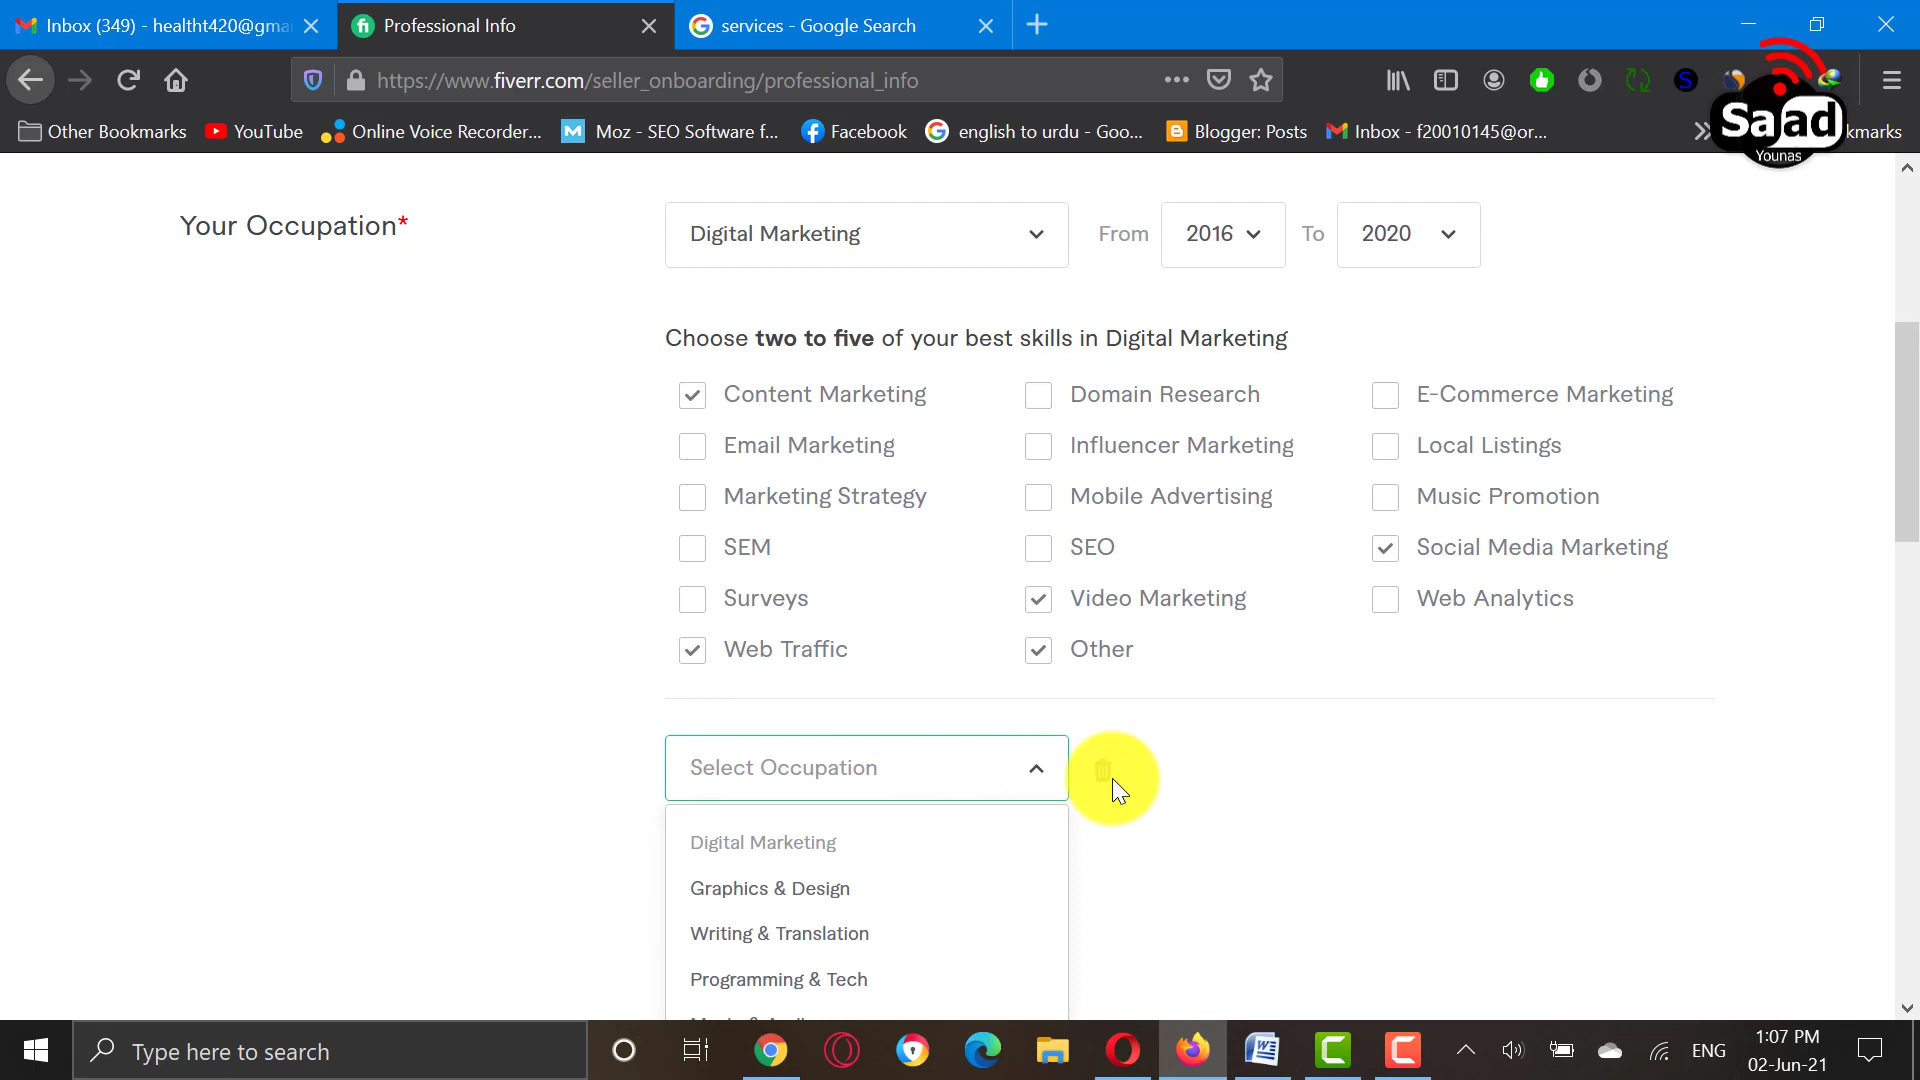 Inbox (349) - healtht420@gma
Professional Info
services - Google Search
https://www.fiverr.com/seller_onboarding/professional_info
Other Bookmarks
YouTube
Online Voice Recorder...
Moz - SEO Software f...
Facebook
english to urdu - Goo...
Blogger: Posts
Inbox - f20010145@or...
kmarks
Saad
Younas
Your Occupation*
Digital Marketing
From
2016
To
2020
Choose two to five of your best skills in Digital Marketing
Content Marketing
Domain Research
E-Commerce Marketing
Email Marketing
Influencer Marketing
Local Listings
Marketing Strategy
Mobile Advertising
Music Promotion
SEM
SEO
Social Media Marketing
Surveys
Video Marketing
Web Analytics
Web Traffic
Other
Select Occupation
Digital Marketing
Graphics & Design
Writing & Translation
Programming & Tech
Type here to search
ENG
1:07 PM
02-Jun-21